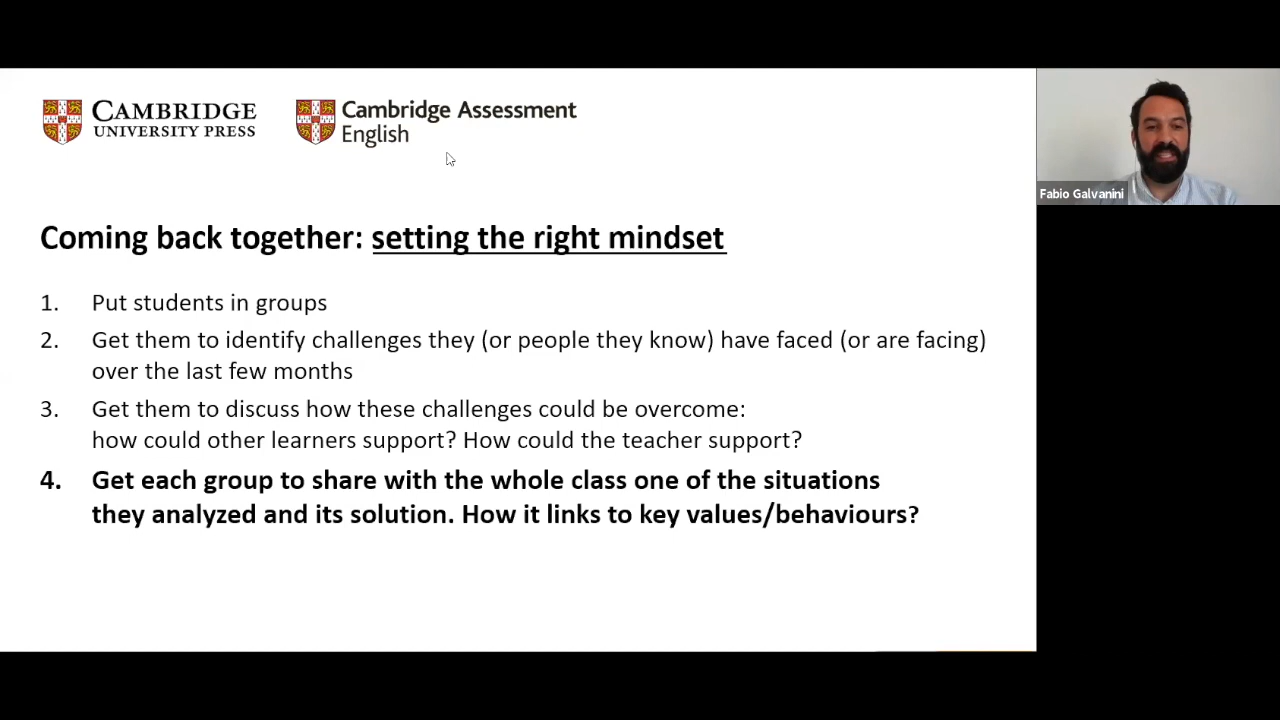 CAMBRIDGE
UNIVERSITY PRESS
Cambridge Assessment
English
Fabio Galvanini
Coming back together: setting the right mindset
1. Put students in groups
2. Get them to identify challenges they (or people they know) have faced (or are facing)
over the last few months
3. Get them to discuss how these challenges could be overcome:
how could other learners support? How could the teacher support?
4. Get each group to share with the whole class one of the situations
they analyzed and its solution. How it links to key values/behaviours?